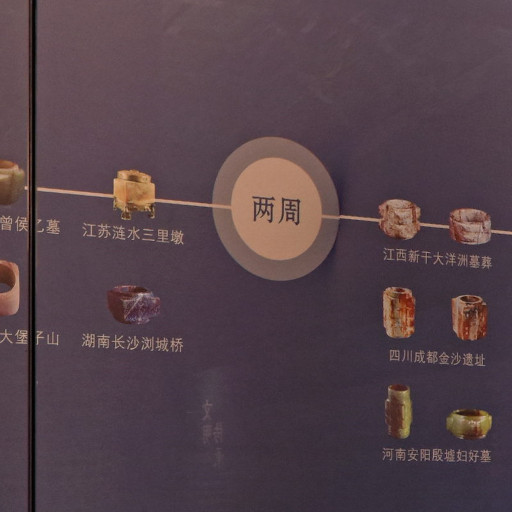 两周
曾侯乙墓
江苏涟水三里墩
大堡子山
湖南长沙浏城桥
江西新干大洋洲墓葬
四川成都金沙遗址
河南安阳殷墟妇好墓